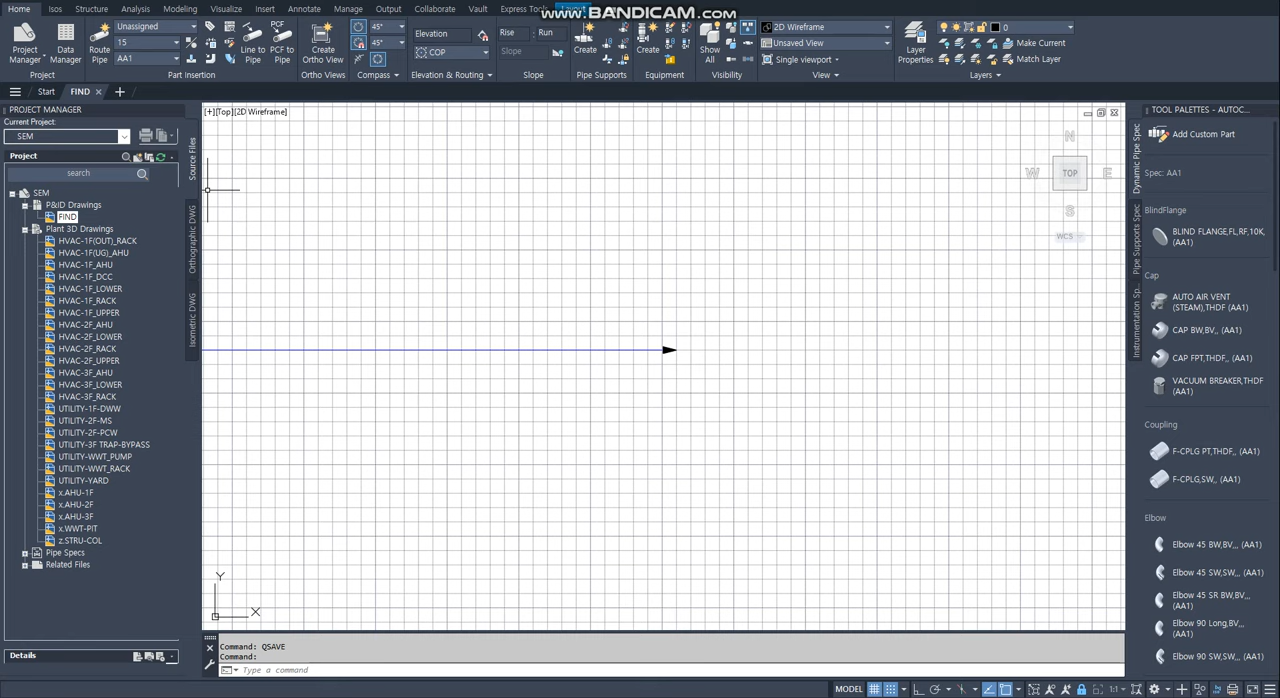 Home Isos Structure Analysis Modeling Visualize Insert Annotate Manage Output Collaborate Vault Express Tools Layout
www.BANDICAM.com
Project Manager
Data Manager
Project
Route Pipe
Unassigned
15
AA1
Line to Pipe
PCF to Pipe
Part Insertion
Create Ortho View
Ortho Views
45°
45°
Compass
Elevation
COP
Elevation & Routing
Rise Run
Slope
Slope
Create
Pipe Supports
Create
Equipment
Show All
Visibility
2D Wireframe
Unsaved View
Single viewport
View
Layer Properties
0
Make Current
Match Layer
Layers
Start FIND
PROJECT MANAGER
Current Project:
SEM
Project
search
SEM
P&ID Drawings
FIND
Plant 3D Drawings
HVAC-1F(OUT)_RACK
HVAC-1F(UG)_AHU
HVAC-1F_AHU
HVAC-1F_DCC
HVAC-1F_LOWER
HVAC-1F_RACK
HVAC-1F_UPPER
HVAC-2F_AHU
HVAC-2F_LOWER
HVAC-2F_RACK
HVAC-2F_UPPER
HVAC-3F_AHU
HVAC-3F_LOWER
HVAC-3F_RACK
UTILITY-1F-DWW
UTILITY-2F-MS
UTILITY-2F-PCW
UTILITY-3F TRAP-BYPASS
UTILITY-WWT_PUMP
UTILITY-WWT_RACK
UTILITY-YARD
x.AHU-1F
x.AHU-2F
x.AHU-3F
x.WWT-PIT
z.STRU-COL
Pipe Specs
Related Files
Details
Source Files
Orthographic DWG
Isometric DWG
[+][Top][2D Wireframe]
N
W TOP E
S
WCS
Y
X
Command: QSAVE
Command:
Type a command
TOOL PALETTES - AUTOC...
Dynamic Pipe Spec
Pipe Supports Spec
Instrumentation Sp...
Add Custom Part
Spec: AA1
BlindFlange
BLIND FLANGE,FL,RF,10K,
(AA1)
Cap
AUTO AIR VENT
(STEAM),THDF (AA1)
CAP BW,BV,, (AA1)
CAP FPT,THDF,, (AA1)
VACUUM BREAKER,THDF
(AA1)
Coupling
F-CPLG PT,THDF,, (AA1)
F-CPLG,SW,, (AA1)
Elbow
Elbow 45 BW,BV,,, (AA1)
Elbow 45 SW,SW,,, (AA1)
Elbow 45 SR BW,BV,,,
(AA1)
Elbow 90 Long,BV,,,
(AA1)
Elbow 90 SW,SW,,, (AA1)
MODEL
1:1